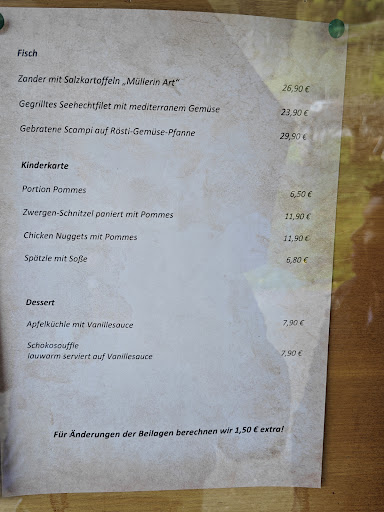 Fisch
Zander mit Salzkartoffeln „Müllerin Art“ 26,90 €
Gegrilltes Seehechtfilet mit mediterranem Gemüse 23,90 €
Gebratene Scampi auf Rösti-Gemüse-Pfanne 29,90 €
Kinderkarte
Portion Pommes 6,50 €
Zwergen-Schnitzel paniert mit Pommes 11,90 €
Chicken Nuggets mit Pommes 11,90 €
Spätzle mit Soße 6,80 €
Dessert
Apfelküchle mit Vanillesauce 7,90 €
Schokosouffle
lauwarm serviert auf Vanillesauce 7,90 €
Für Änderungen der Beilagen berechnen wir 1,50 € extra!